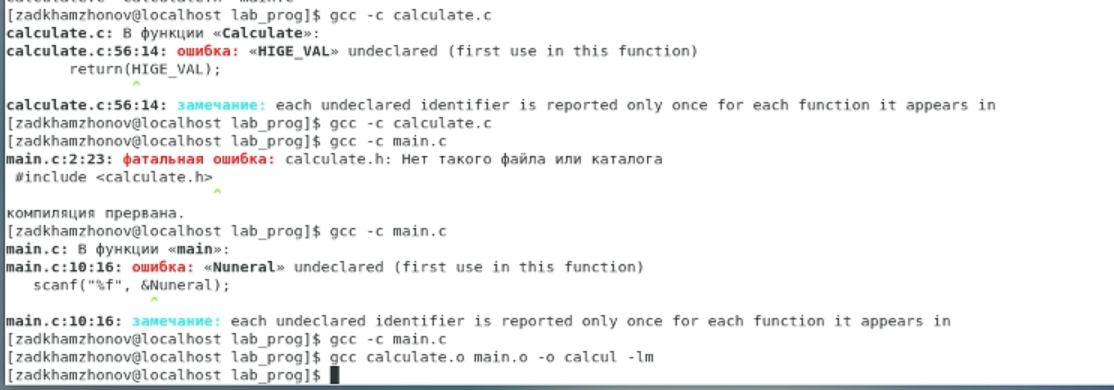 [zadkhamzhonov@localhost lab_prog]$ gcc -c calculate.c
calculate.c: В функции «Calculate»:
calculate.c:56:14: ошибка: «HIGE_VAL» undeclared (first use in this function)
       return(HIGE_VAL);
              ^
calculate.c:56:14: замечание: each undeclared identifier is reported only once for each function it appears in
[zadkhamzhonov@localhost lab_prog]$ gcc -c calculate.c
[zadkhamzhonov@localhost lab_prog]$ gcc -c main.c
main.c:2:23: фатальная ошибка: calculate.h: Нет такого файла или каталога
 #include <calculate.h>
                       ^
компиляция прервана.
[zadkhamzhonov@localhost lab_prog]$ gcc -c main.c
main.c: В функции «main»:
main.c:10:16: ошибка: «Nuneral» undeclared (first use in this function)
   scanf("%f", &Nuneral);
                ^
main.c:10:16: замечание: each undeclared identifier is reported only once for each function it appears in
[zadkhamzhonov@localhost lab_prog]$ gcc -c main.c
[zadkhamzhonov@localhost lab_prog]$ gcc calculate.o main.o -o calcul -lm
[zadkhamzhonov@localhost lab_prog]$